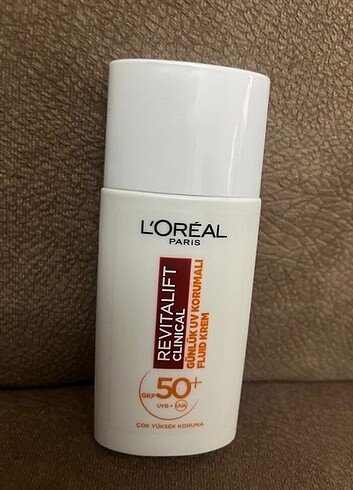 L'ORÉAL
PARIS
REVITALIFT
CLINICAL
GÜNLÜK UV KORUMALI
FLUID KREM
GKF 50+
UVB + UVA
ÇOK YÜKSEK KORUMA